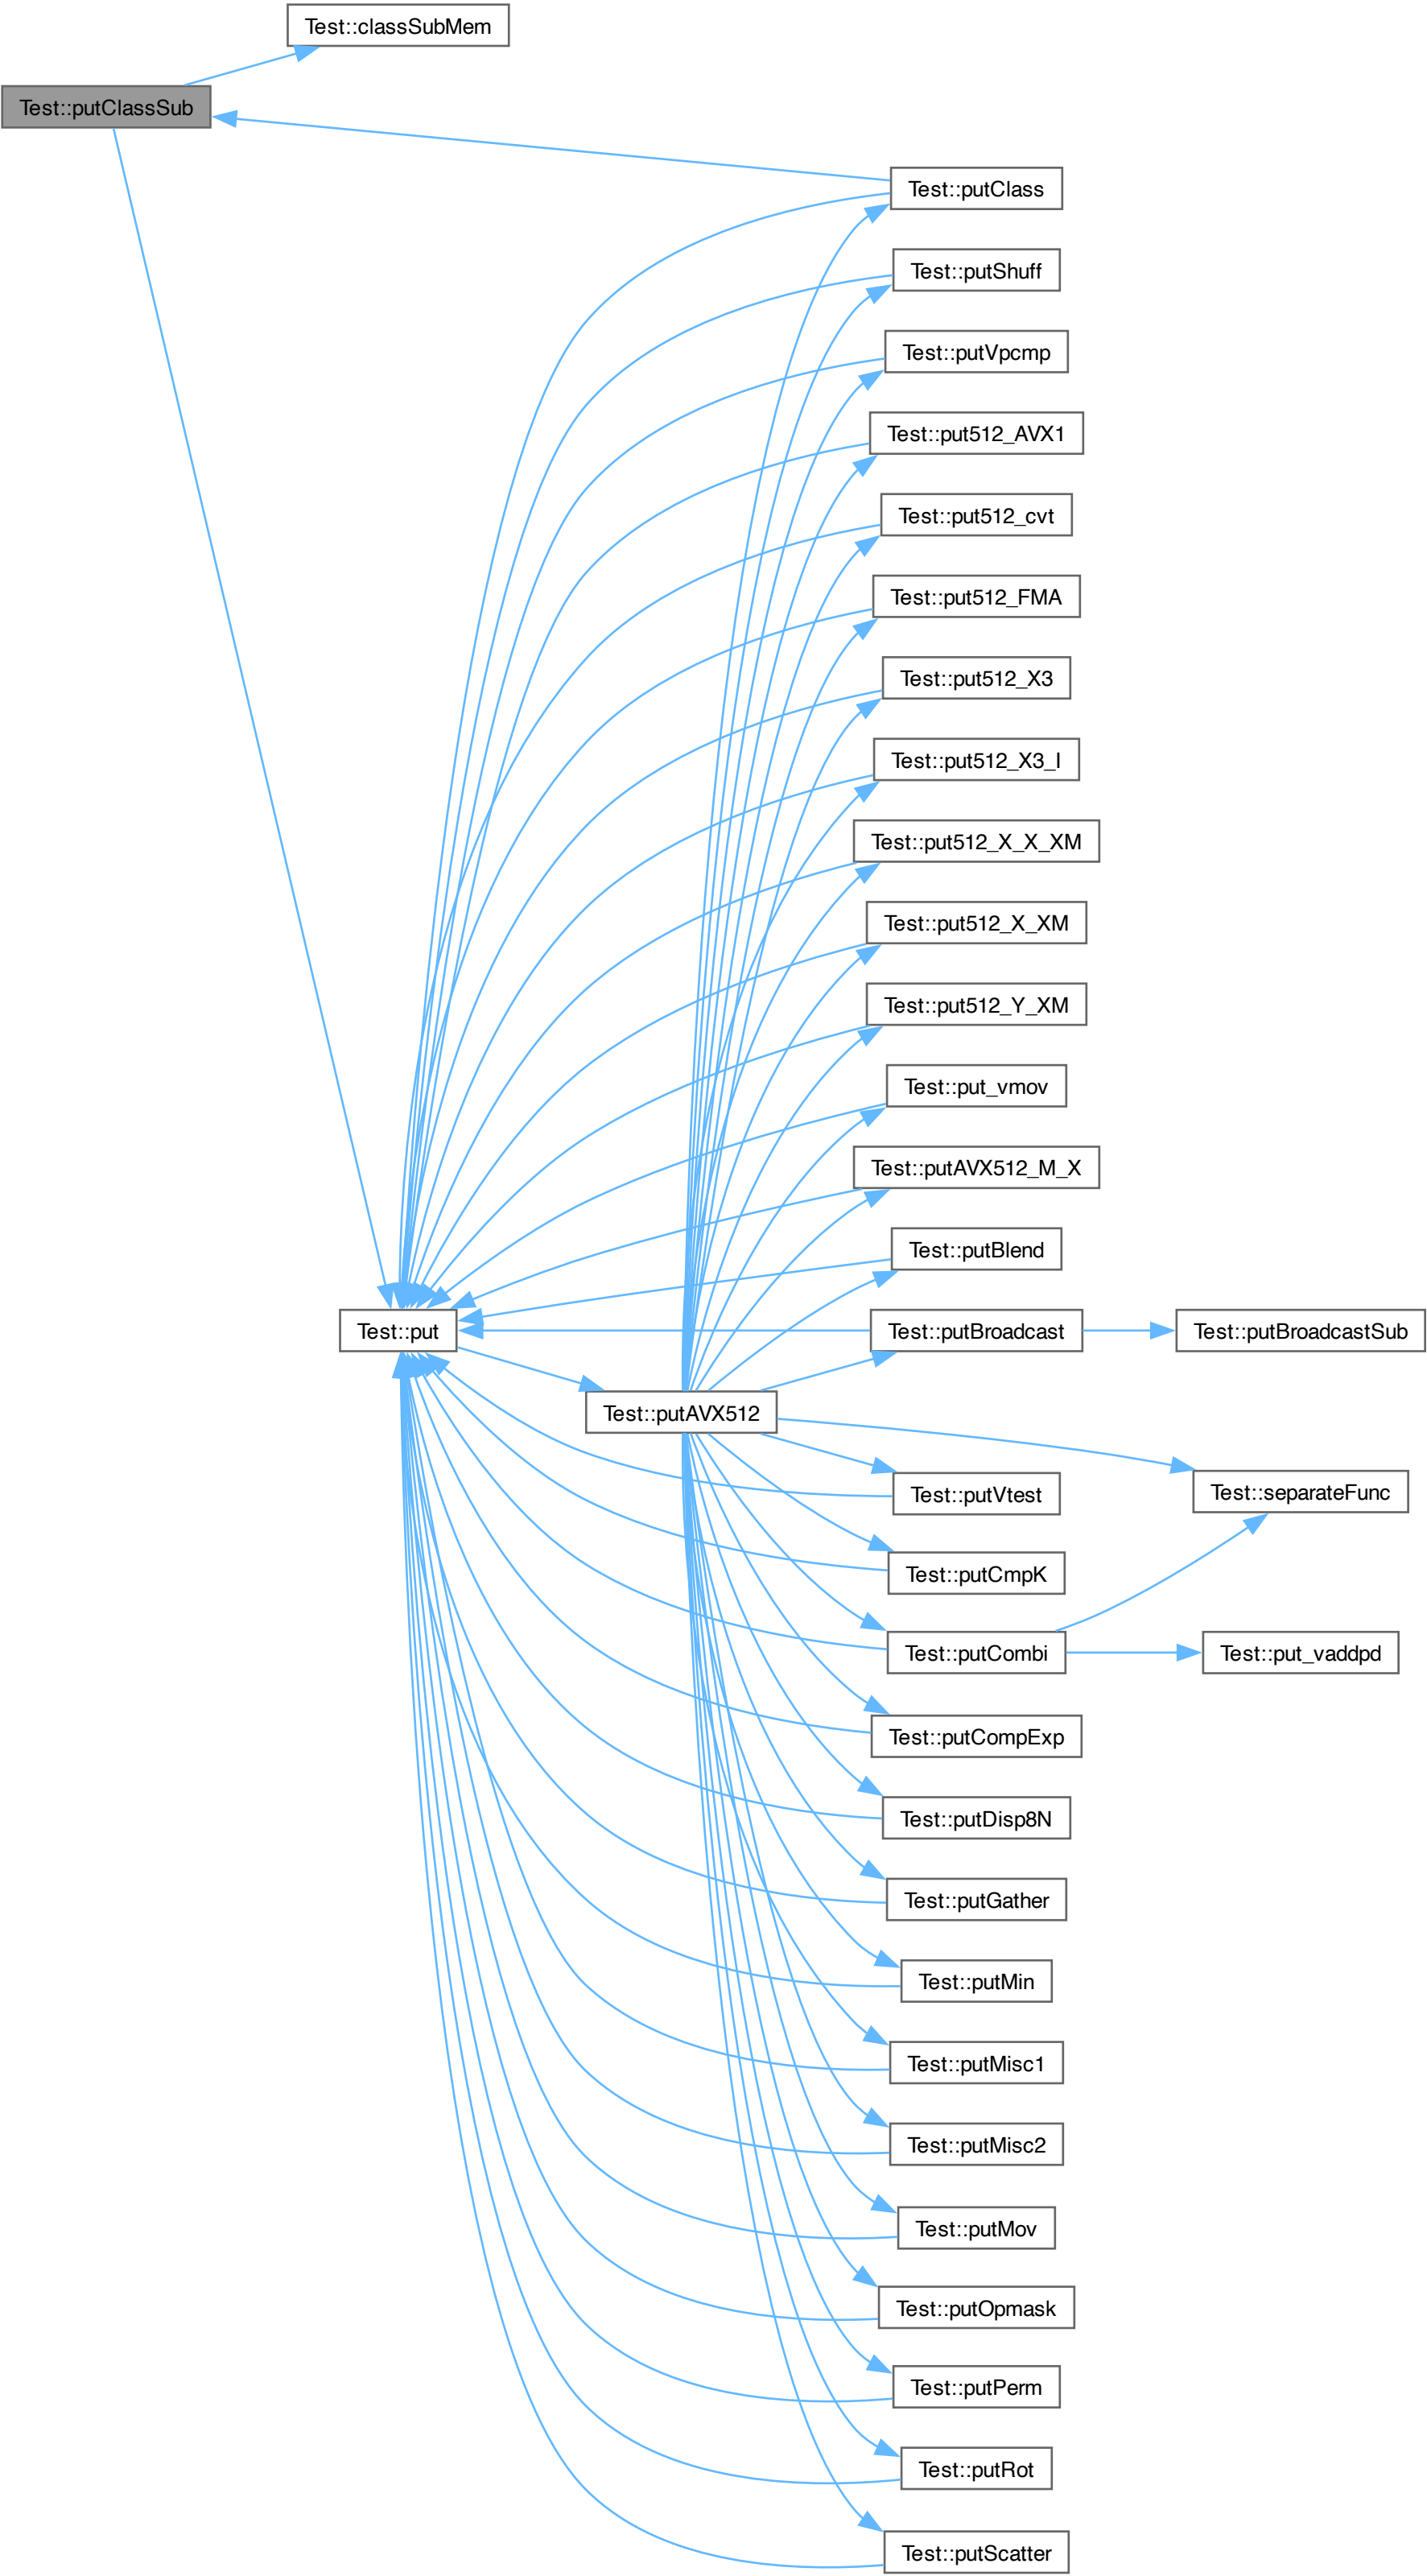 Test::classSubMem
Test::putClassSub
Test::putClass
Test::putShuff
Test::putVpcmp
Test::put512_AVX1
Test::put512_cvt
Test::put512_FMA
Test::put512_X3
Test::put512_X3_I
Test::put512_X_X_XM
Test::put512_X_XM
Test::put512_Y_XM
Test::put_vmov
Test::putAVX512_M_X
Test::putBlend
Test::put
Test::putBroadcast
Test::putBroadcastSub
Test::putAVX512
Test::putVtest
Test::separateFunc
Test::putCmpK
Test::putCombi
Test::put_vaddpd
Test::putCompExp
Test::putDisp8N
Test::putGather
Test::putMin
Test::putMisc1
Test::putMisc2
Test::putMov
Test::putOpmask
Test::putPerm
Test::putRot
Test::putScatter